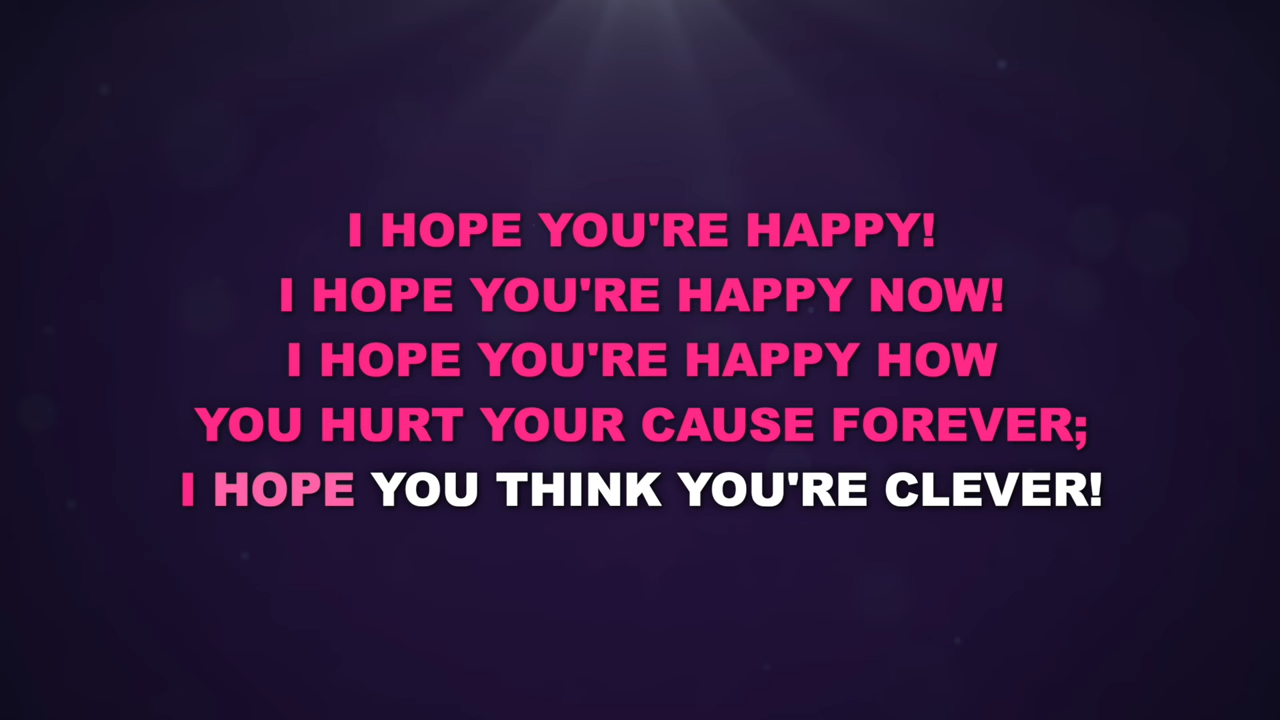 I HOPE YOU'RE HAPPY!
I HOPE YOU'RE HAPPY NOW!
I HOPE YOU'RE HAPPY HOW
YOU HURT YOUR CAUSE FOREVER;
I HOPE YOU THINK YOU'RE CLEVER!